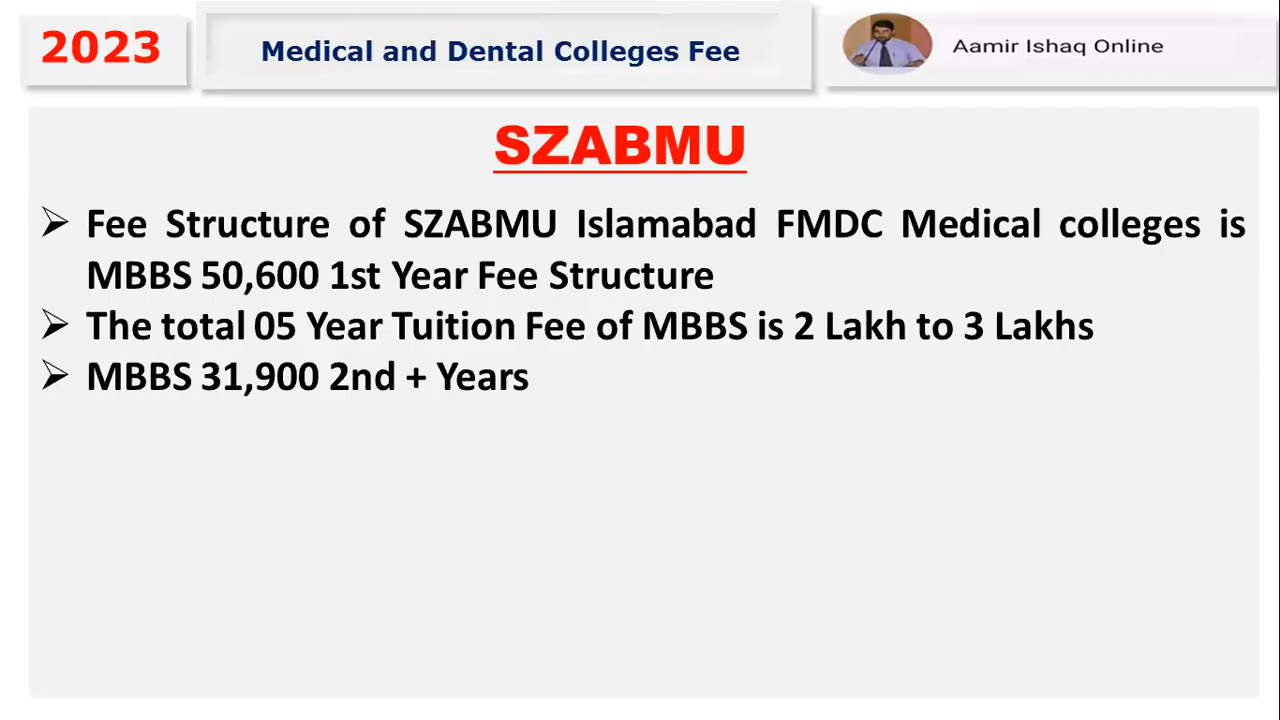 2023
Medical and Dental Colleges Fee
Aamir Ishaq Online
SZABMU
➢ Fee Structure of SZABMU Islamabad FMDC Medical colleges is
MBBS 50,600 1st Year Fee Structure
➢ The total 05 Year Tuition Fee of MBBS is 2 Lakh to 3 Lakhs
➢ MBBS 31,900 2nd + Years